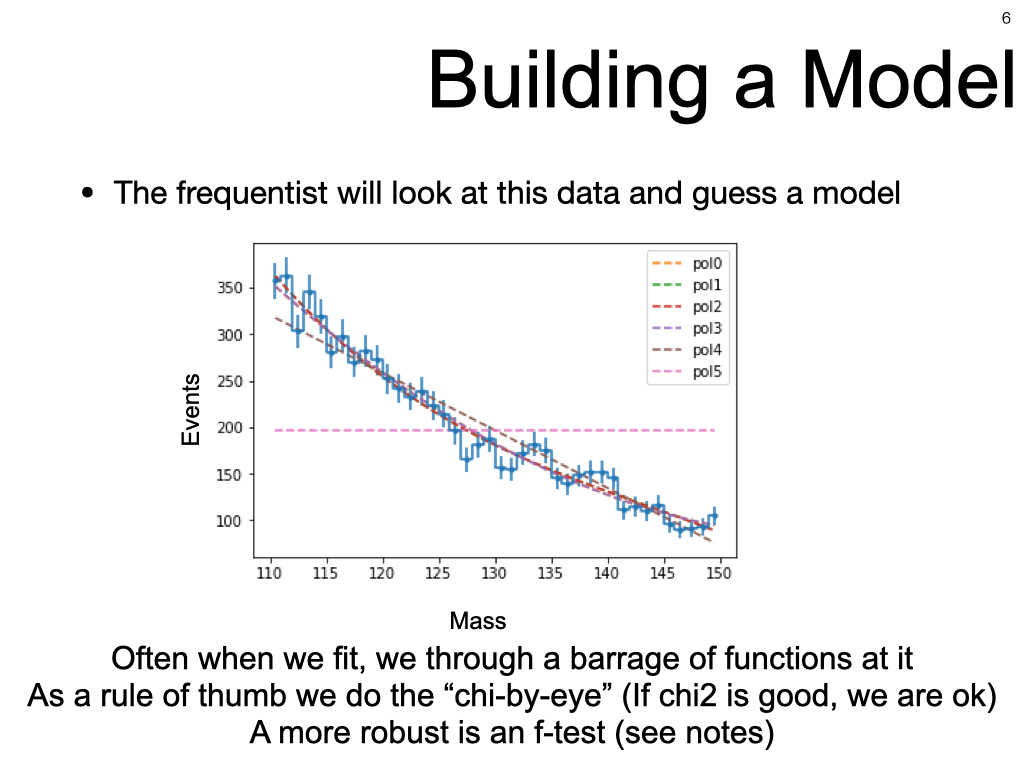 6
Building a Model
• The frequentist will look at this data and guess a model
pol0
pol1
pol2
pol3
pol4
pol5
350
300
250
200
150
100
Events
110 115 120 125 130 135 140 145 150
Mass
Often when we fit, we through a barrage of functions at it
As a rule of thumb we do the “chi-by-eye” (If chi2 is good, we are ok)
A more robust is an f-test (see notes)